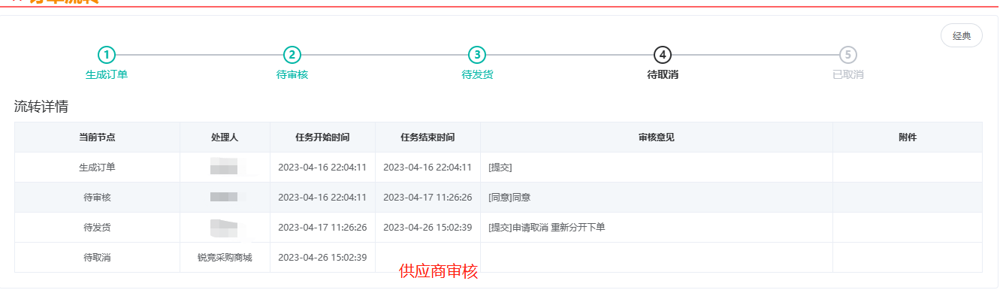 经典
1 2 3 4 5
生成订单 待审核 待发货 待取消 已取消
流转详情
当前节点 处理人 任务开始时间 任务结束时间 审核意见 附件
生成订单 2023-04-16 22:04:11 2023-04-16 22:04:11 [提交]
待审核 2023-04-16 22:04:11 2023-04-17 11:26:26 [同意]同意
待发货 2023-04-17 11:26:26 2023-04-26 15:02:39 [提交]申请取消 重新分开下单
待取消 锐竞采购商城 2023-04-26 15:02:39
供应商审核